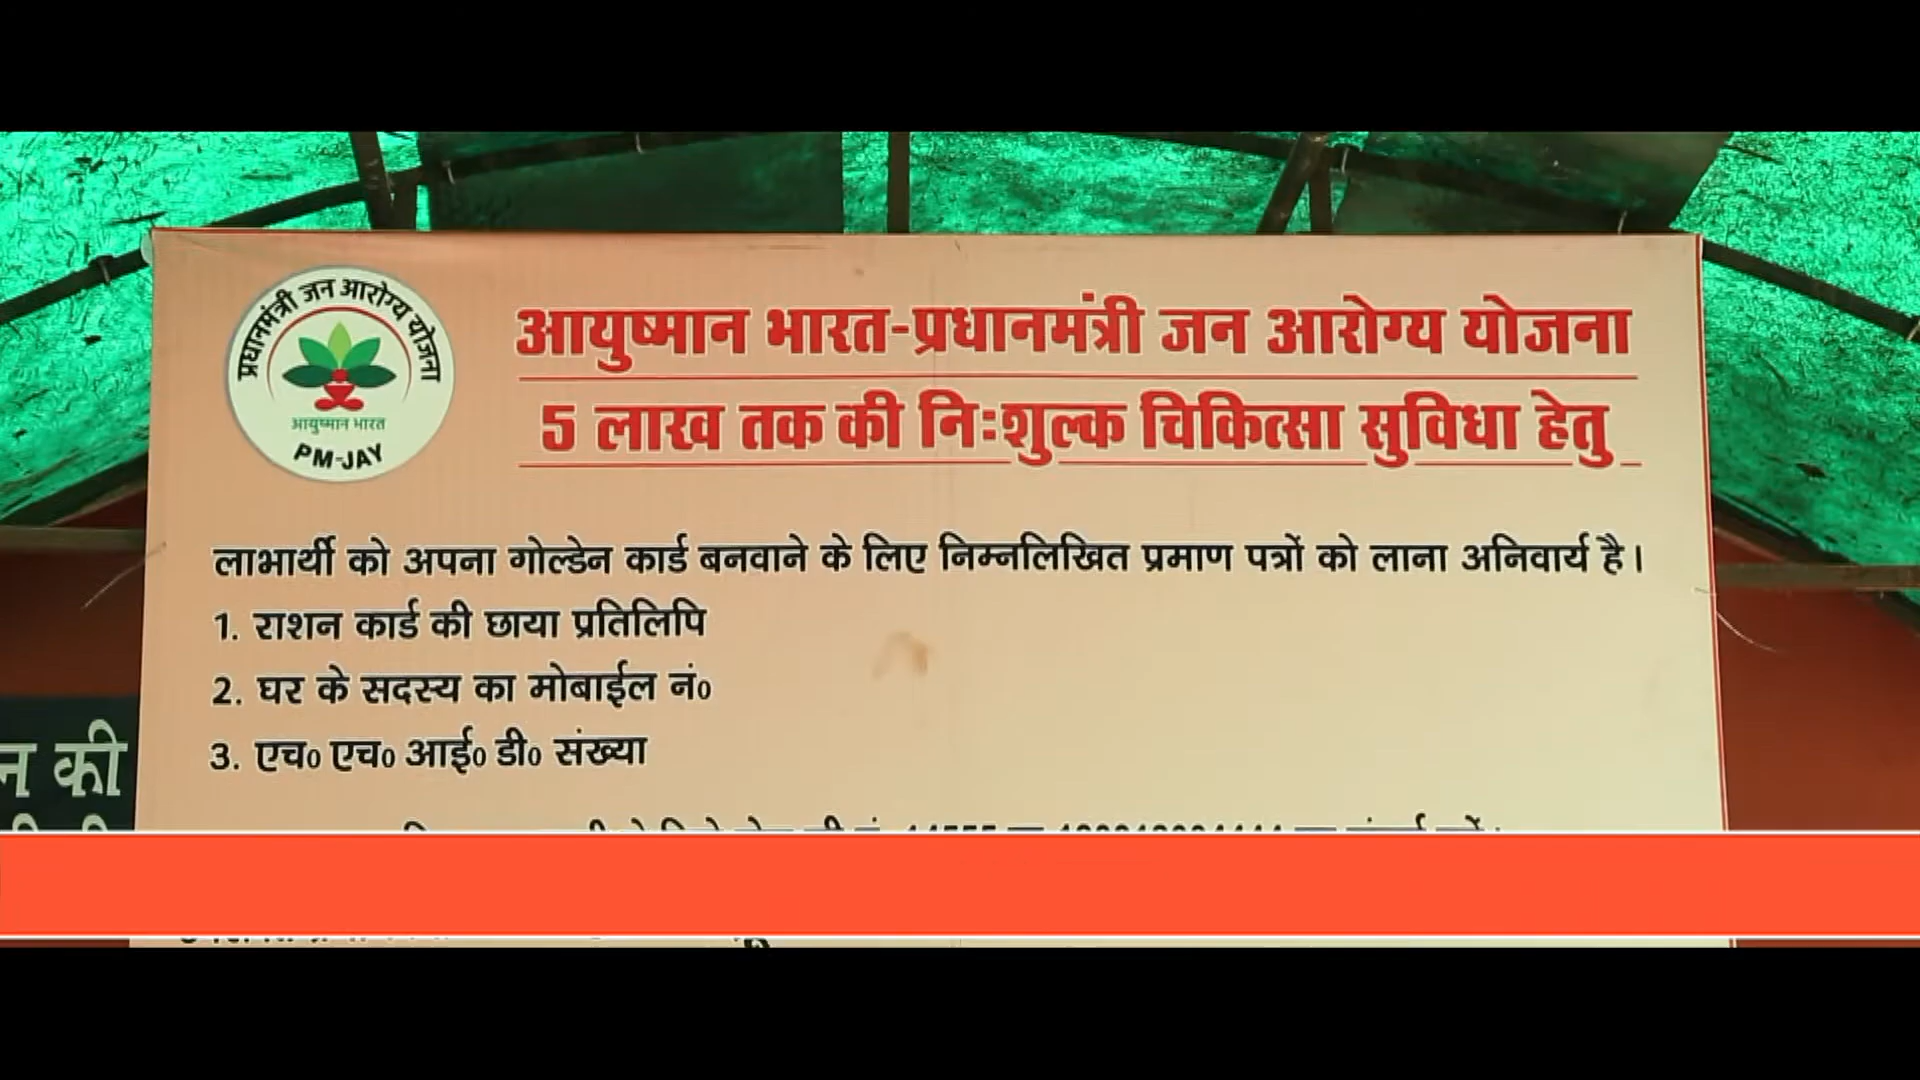 प्रधानमंत्री जन आरोग्य योजना
आयुष्मान भारत
PM-JAY
आयुष्मान भारत-प्रधानमंत्री जन आरोग्य योजना
5 लाख तक की निःशुल्क चिकित्सा सुविधा हेतु
लाभार्थी को अपना गोल्डेन कार्ड बनवाने के लिए निम्नलिखित प्रमाण पत्रों को लाना अनिवार्य है।
1. राशन कार्ड की छाया प्रतिलिपि
2. घर के सदस्य का मोबाईल नं०
3. एच० एच० आई० डी० संख्या
की